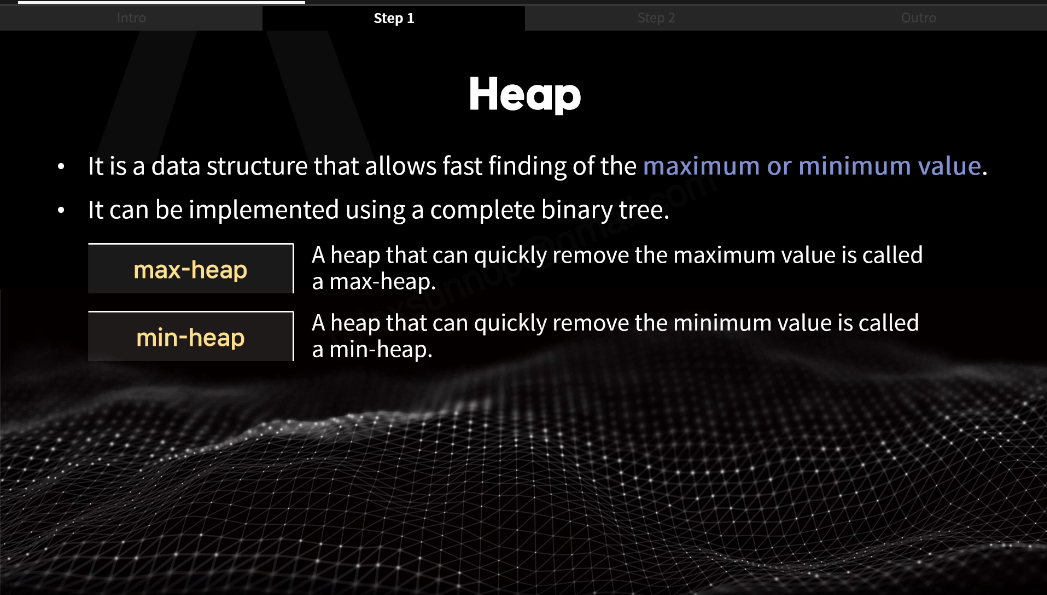 Intro
Step 1
Step 2
Outro
Heap
• It is a data structure that allows fast finding of the maximum or minimum value.
• It can be implemented using a complete binary tree.
max-heap
A heap that can quickly remove the maximum value is called
a max-heap.
min-heap
A heap that can quickly remove the minimum value is called
a min-heap.